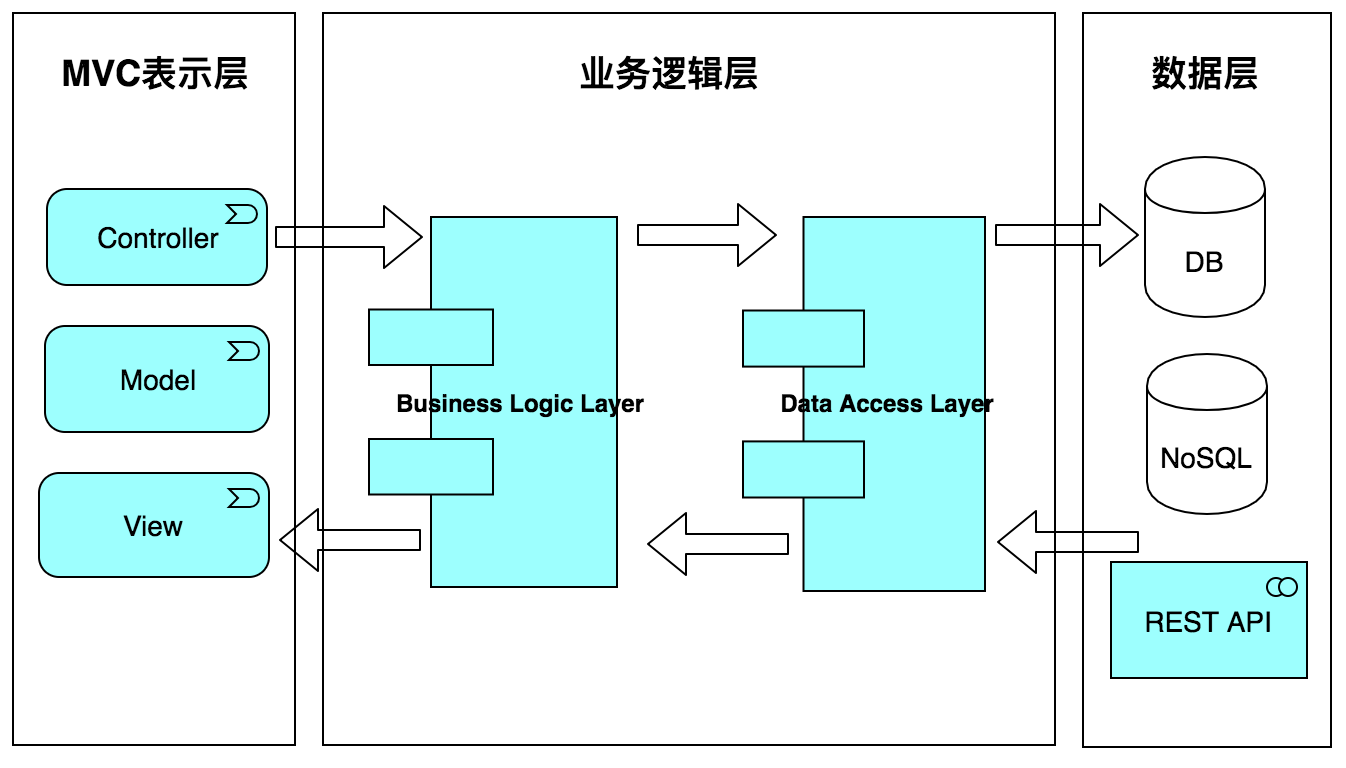 MVC表示层
业务逻辑层
数据层
Controller
Model
View
Business Logic Layer
Data Access Layer
DB
NoSQL
REST API